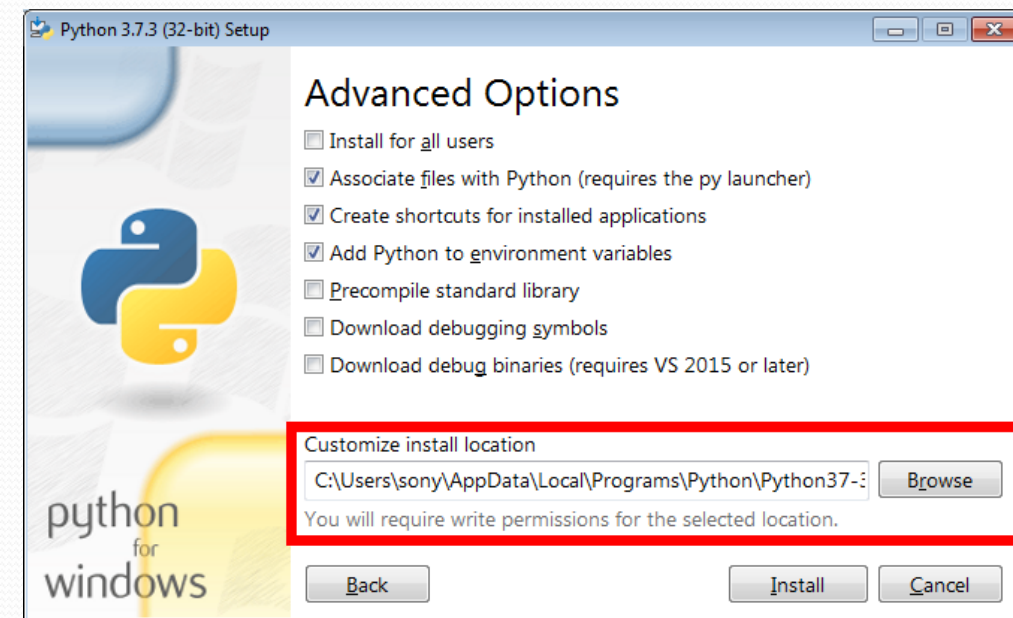 Python 3.7.3 (32-bit) Setup
Advanced Options
Install for all users
Associate files with Python (requires the py launcher)
Create shortcuts for installed applications
Add Python to environment variables
Precompile standard library
Download debugging symbols
Download debug binaries (requires VS 2015 or later)
Customize install location
C:\Users\sony\AppData\Local\Programs\Python\Python37-3 Browse
You will require write permissions for the selected location.
python
for
windows
Back Install Cancel